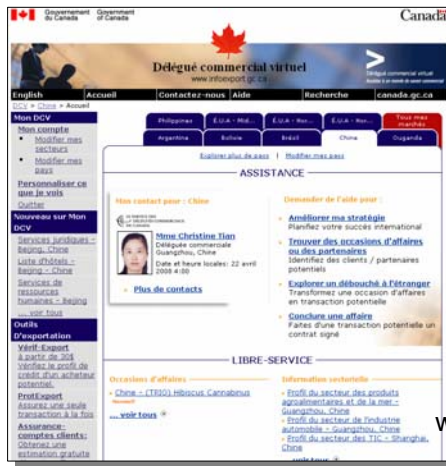 Gouvernement du Canada
Government of Canada
Canada
Délégué commercial virtuel
www.infoexport.gc.ca
Délégué commercial virtuel
English
Accueil
Contactez-nous
Aide
Recherche
canada.gc.ca
DCV > Chine > Accueil
Mon DCV
Mon compte
Modifier mes secteurs
Modifier mes pays
Personnaliser ce que je vois
Quitter
Nouveau sur Mon DCV
Services juridiques - Beijing, Chine
Liste d'hôtels - Beijing - Chine
Services de ressources humaines - Beijing
... voir tous
Outils D'exportation
Vérif-Export
à partir de 30$
Vérifiez le profil de crédit d'un acheteur potentiel.
ProtExport
Assurez une seule transaction à la fois
Assurance-comptes clients:
Obtenez une estimation gratuite
Philippines
É.U.A - Mid...
É.U.A - Nor...
É.U.A - Nor...
Tous mes marchés
Argentina
Bolivie
Brésil
Chine
Ouganda
Explorer plus de pays | Modifier mes pays
ASSISTANCE
Mon contact pour : Chine
Mme Christine Tian
Déléguée commerciale
Guangzhou, Chine
Date et heure locales: 22 avril 2008 4:00
Plus de contacts
Demander de l'aide pour :
Améliorer ma stratégie
Planifiez votre succès international
Trouver des occasions d'affaires ou des partenaires
Identifiez des clients / partenaires potentiels
Explorer un débouché à l'étranger
Transformez une occasion d'affaires en transaction potentielle
Conclure une affaire
Faites d'une transaction potentielle un contrat signé
LIBRE-SERVICE
Occasions d'affaires
Chine - (TRIO) Hibiscus Cannabinus
... voir tous
Information sectorielle
Profil du secteur des produits agroalimentaires et de la mer - Guangzhou, Chine
Profil du secteur de l'industrie automobile - Guangzhou, Chine
Profil du secteur des TIC - Shanghai, Chine